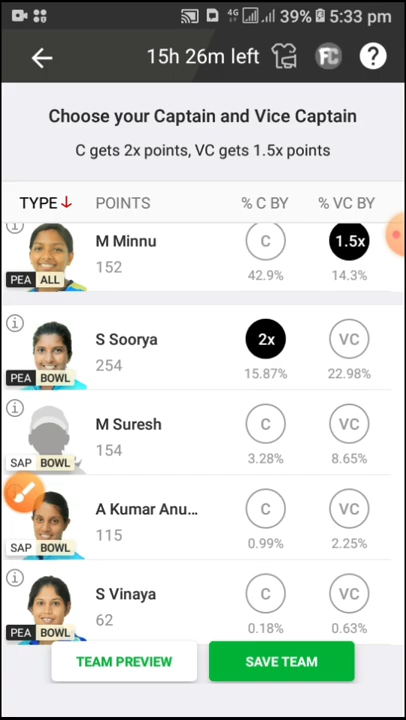 4G 39% 5:33 pm
15h 26m left FC ?
Choose your Captain and Vice Captain
C gets 2x points, VC gets 1.5x points
TYPE↓ POINTS % C BY % VC BY
M Minnu C 1.5x
152
PEA ALL 42.9% 14.3%
i
S Soorya 2x VC
254
PEA BOWL 15.87% 22.98%
i
M Suresh C VC
154
SAP BOWL 3.28% 8.65%
A Kumar Anu... C VC
115
SAP BOWL 0.99% 2.25%
i
S Vinaya C VC
62
PEA BOWL 0.18% 0.63%
TEAM PREVIEW SAVE TEAM